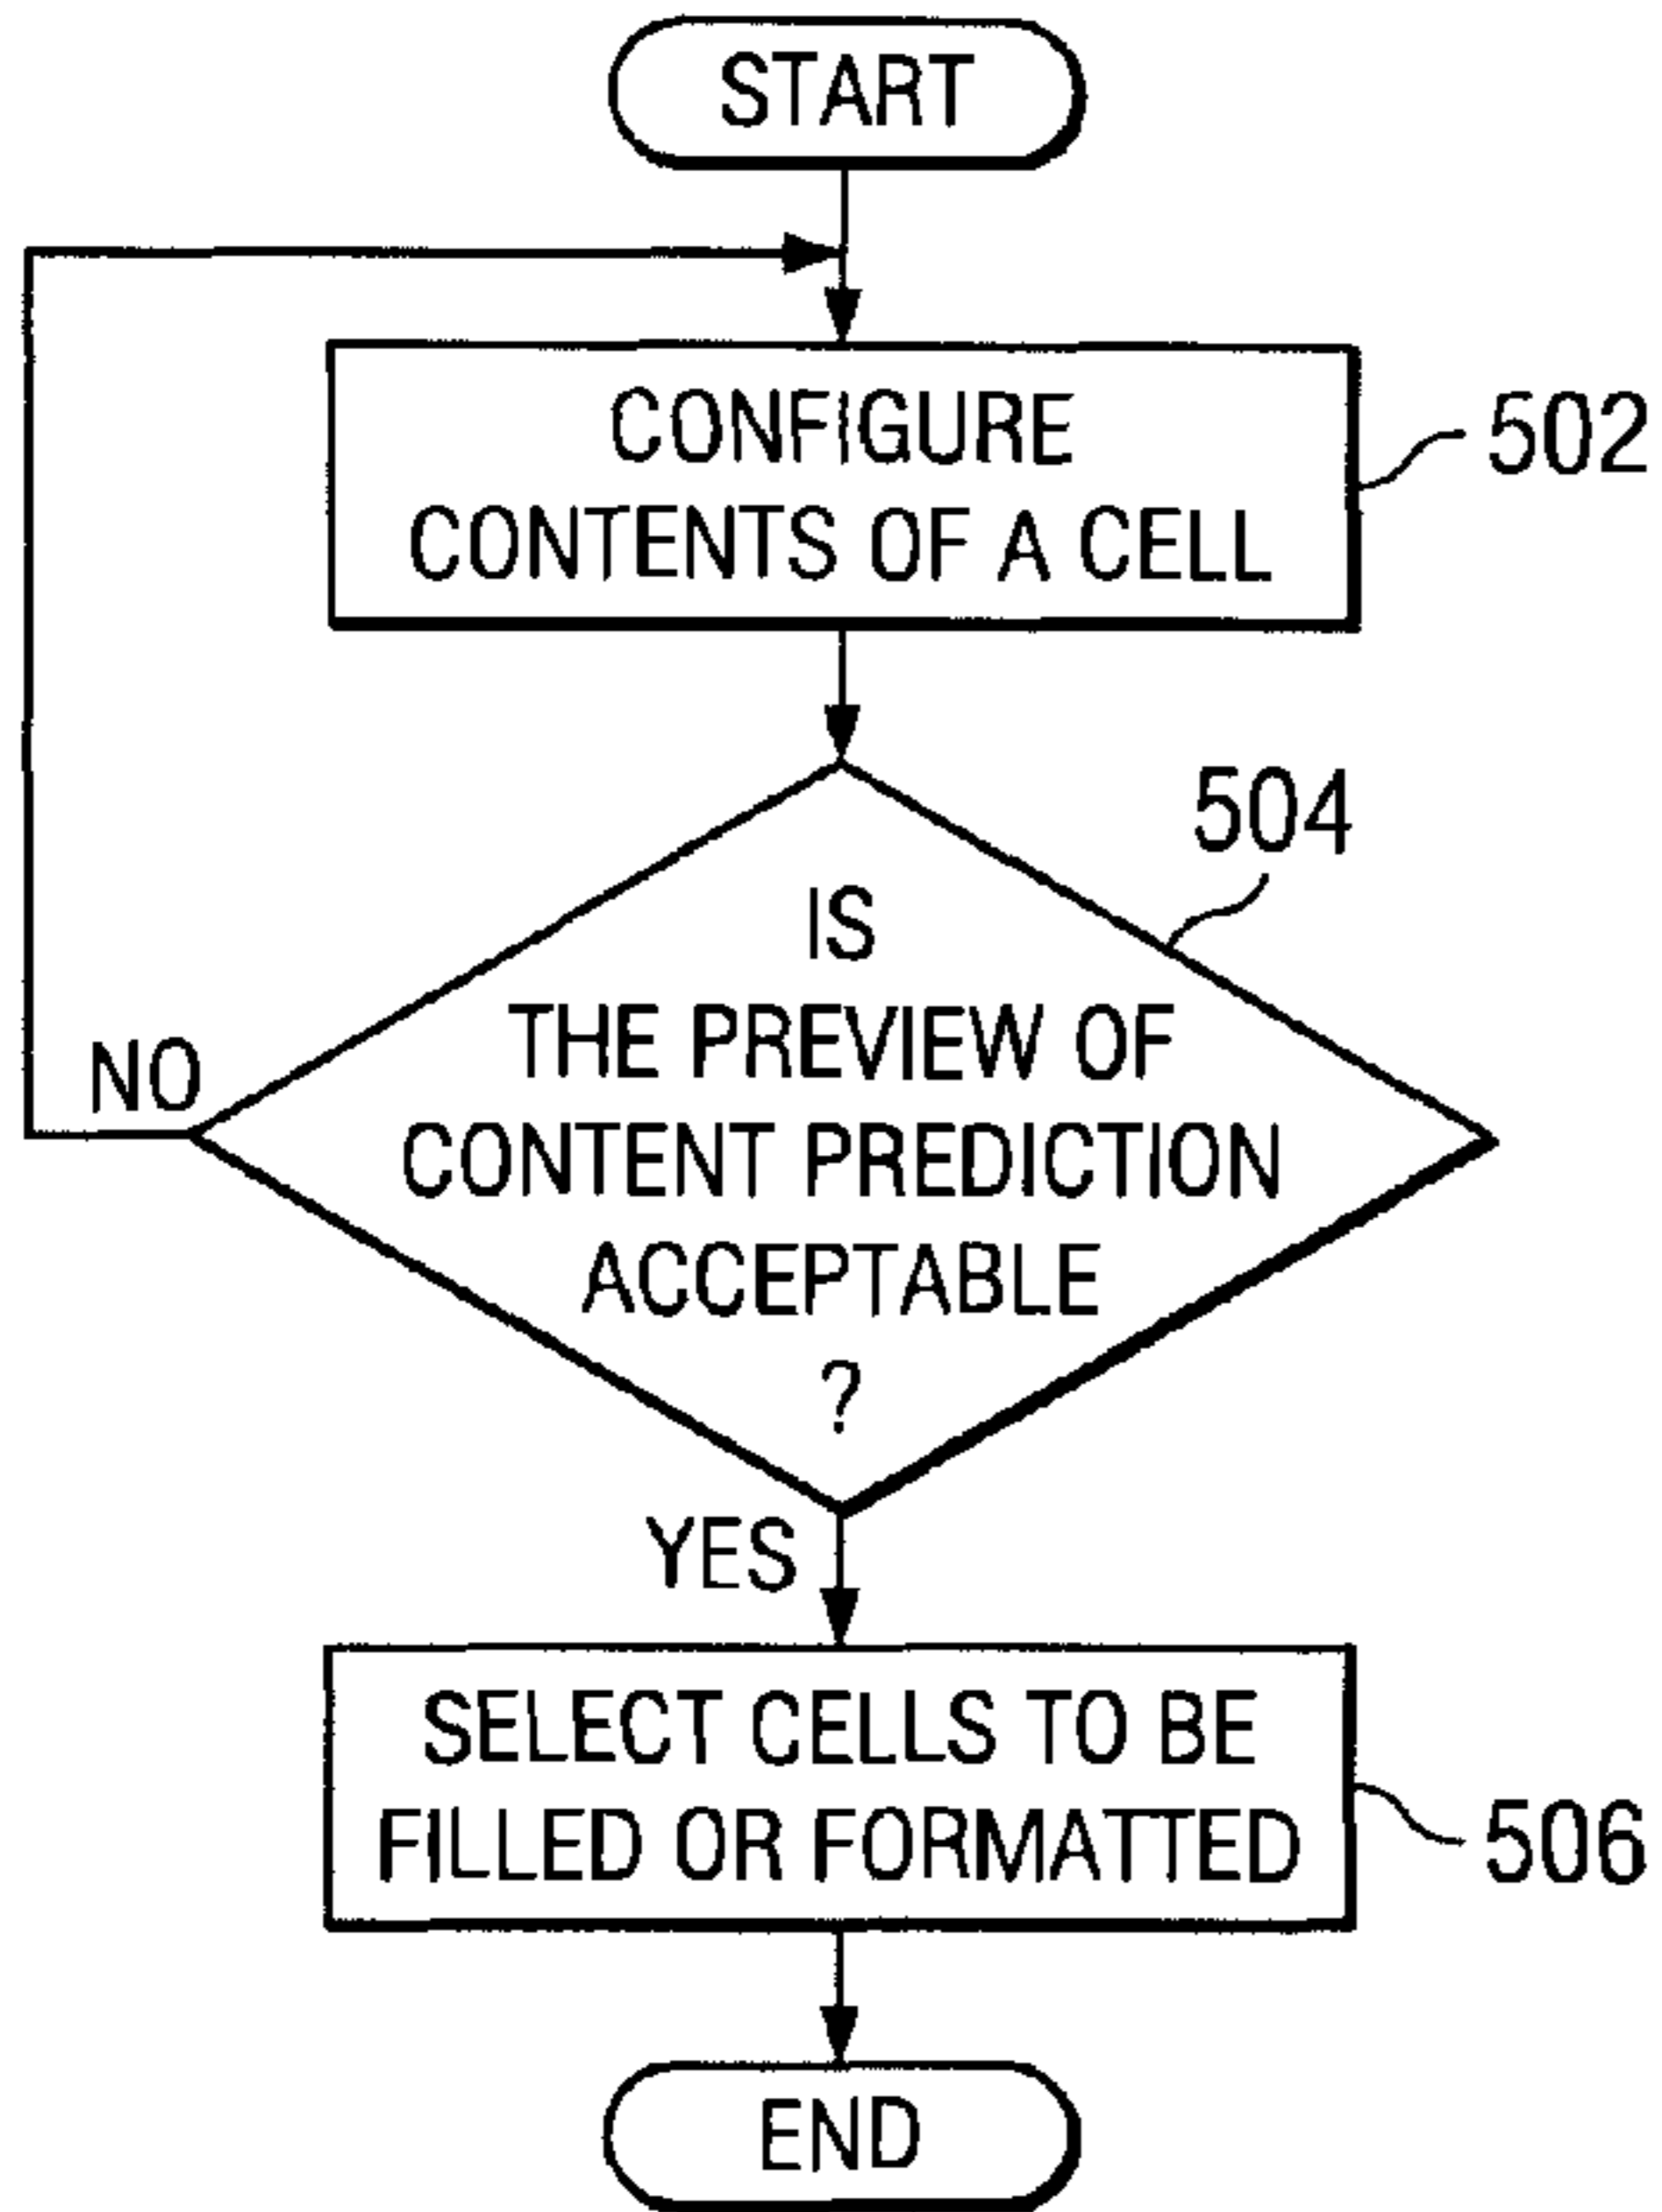 START
CONFIGURE
CONTENTS OF A CELL
502
504
IS
THE PREVIEW OF
CONTENT PREDICTION
ACCEPTABLE
?
NO
YES
SELECT CELLS TO BE
FILLED OR FORMATTED
506
END